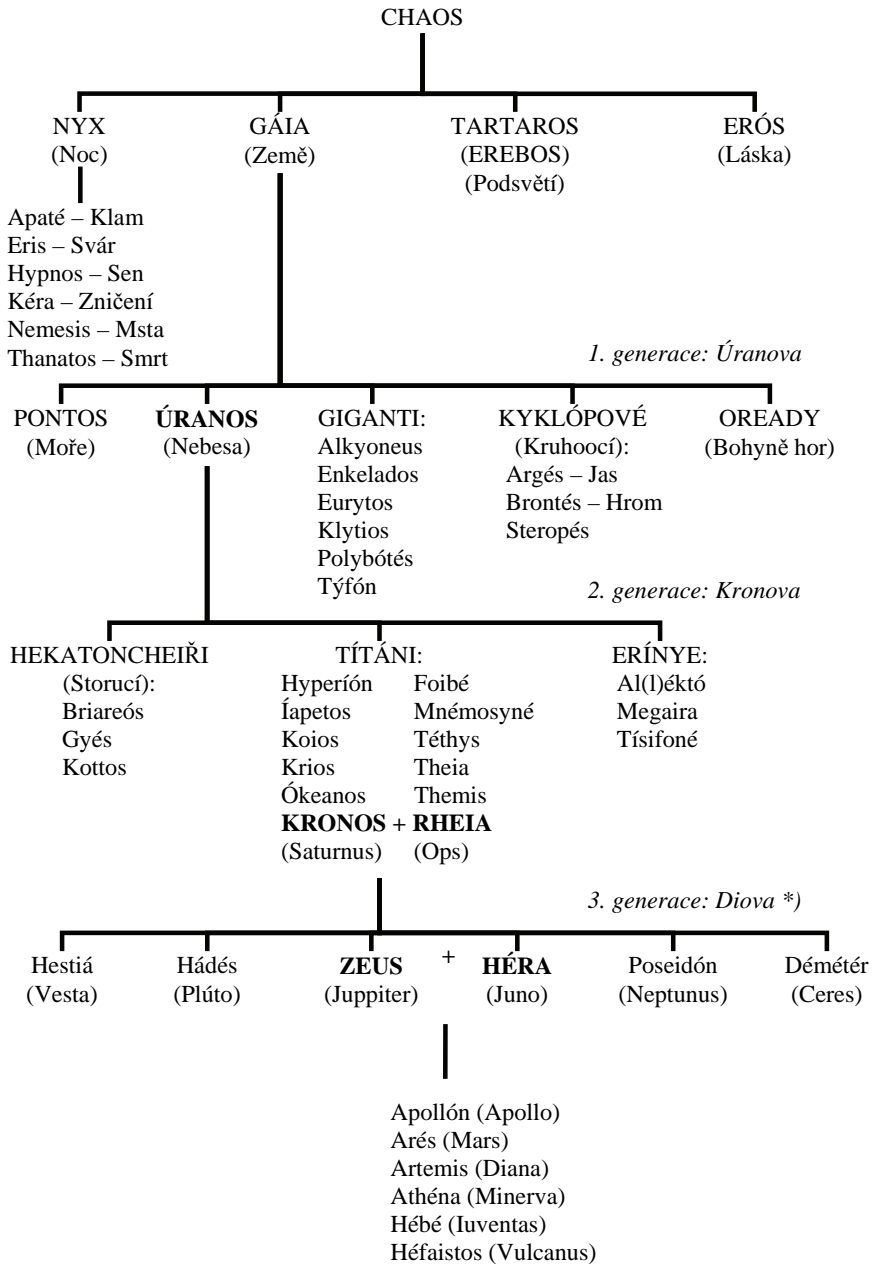 CHAOS
NYX GÁIA TARTAROS ERÓS
(Noc) (Země) (EREBOS) (Láska)
(Podsvětí)
Apaté – Klam
Eris – Svár
Hypnos – Sen
Kéra – Zničení
Nemesis – Msta
Thanatos – Smrt
1. generace: Úranova
PONTOS
(Moře)
ÚRANOS
(Nebesa)
GIGANTI:
Alkyoneus
Enkelados
Eurytos
Klytios
Polybótés
Týfón
KYKLÓPOVÉ
(Kruhoocí):
Argés – Jas
Brontés – Hrom
Steropés
OREADY
(Bohyně hor)
2. generace: Kronova
HEKATONCHEIŘI
(Storucí):
Briareós
Gyés
Kottos
TÍTÁNI:
Hyperíón Foibé
Íapetos Mnémosyné
Koios Téthys
Krios Theia
Ókeanos Themis
KRONOS + RHEIA
(Saturnus) (Ops)
ERÍNYE:
Al(l)éktó
Megaira
Tísifoné
3. generace: Diova *)
Hestiá Hádés ZEUS + HÉRA Poseidón Démétér
(Vesta) (Plúto) (Juppiter) (Juno) (Neptunus) (Ceres)
Apollón (Apollo)
Arés (Mars)
Artemis (Diana)
Athéna (Minerva)
Hébé (Iuventas)
Héfaistos (Vulcanus)